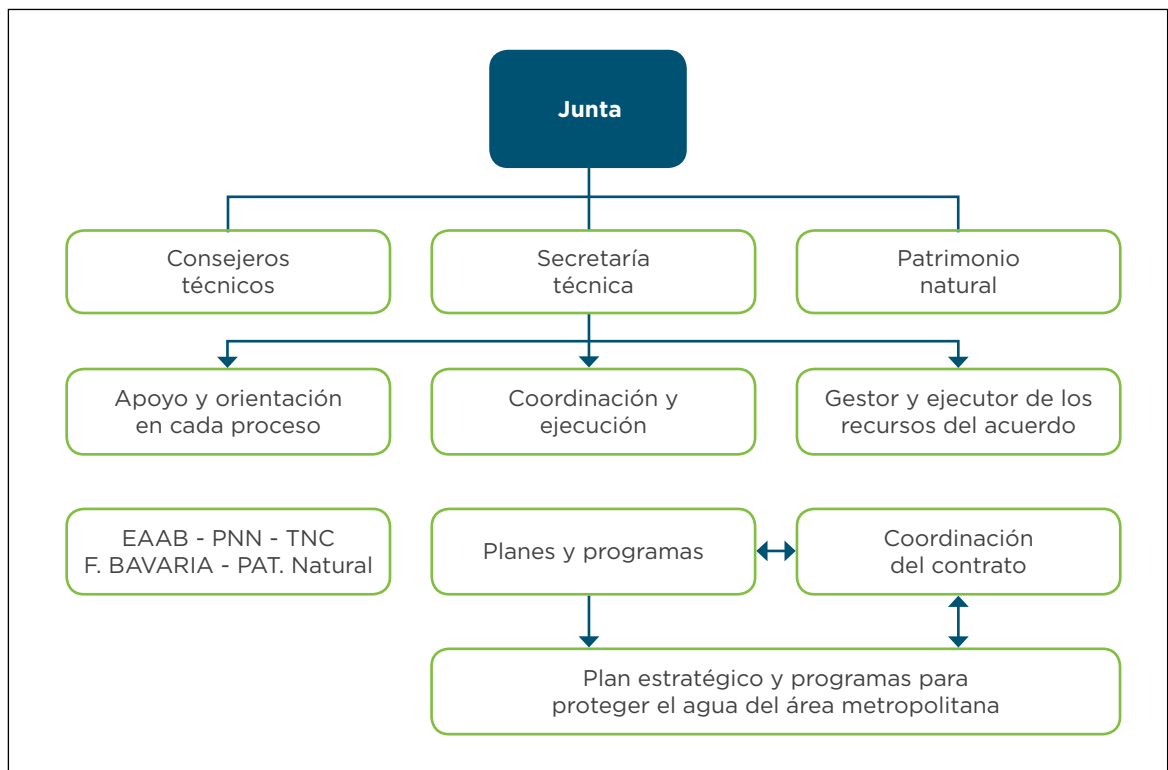 Junta
Consejeros
técnicos
Secretaría
técnica
Patrimonio
natural
Apoyo y orientación
en cada proceso
Coordinación y
ejecución
Gestor y ejecutor de los
recursos del acuerdo
EAAB - PNN - TNC
F. BAVARIA - PAT. Natural
Planes y programas
Coordinación
del contrato
Plan estratégico y programas para
proteger el agua del área metropolitana